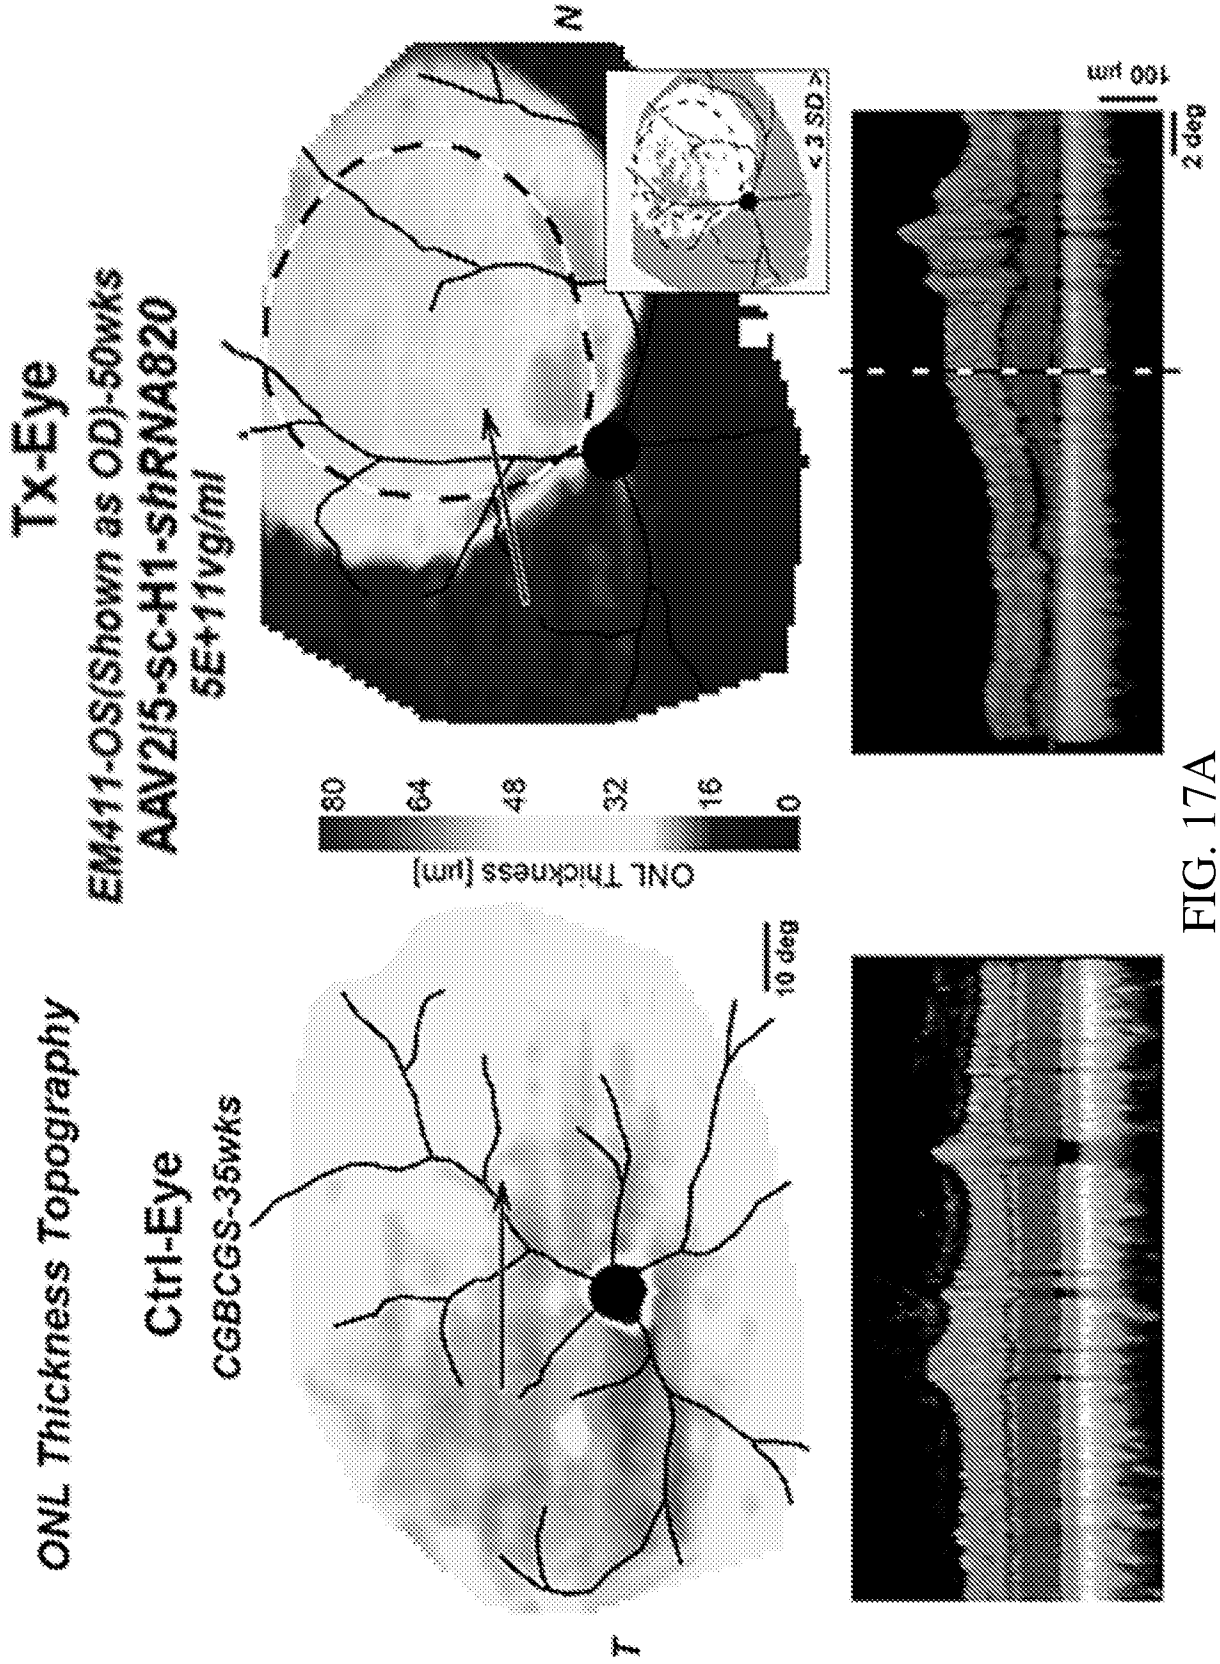 ONL Thickness Topography
Ctrl-Eye
CGBCGS-35wks
Tx-Eye
EM411-OS(Shown as OD)-50wks
AAV2/5-sc-H1-shRNA820
5E+11vg/ml
T
10 deg
ONL Thickness [µm]
80
64
48
32
16
0
N
< 3 SD >
100 µm
2 deg
FIG. 17A